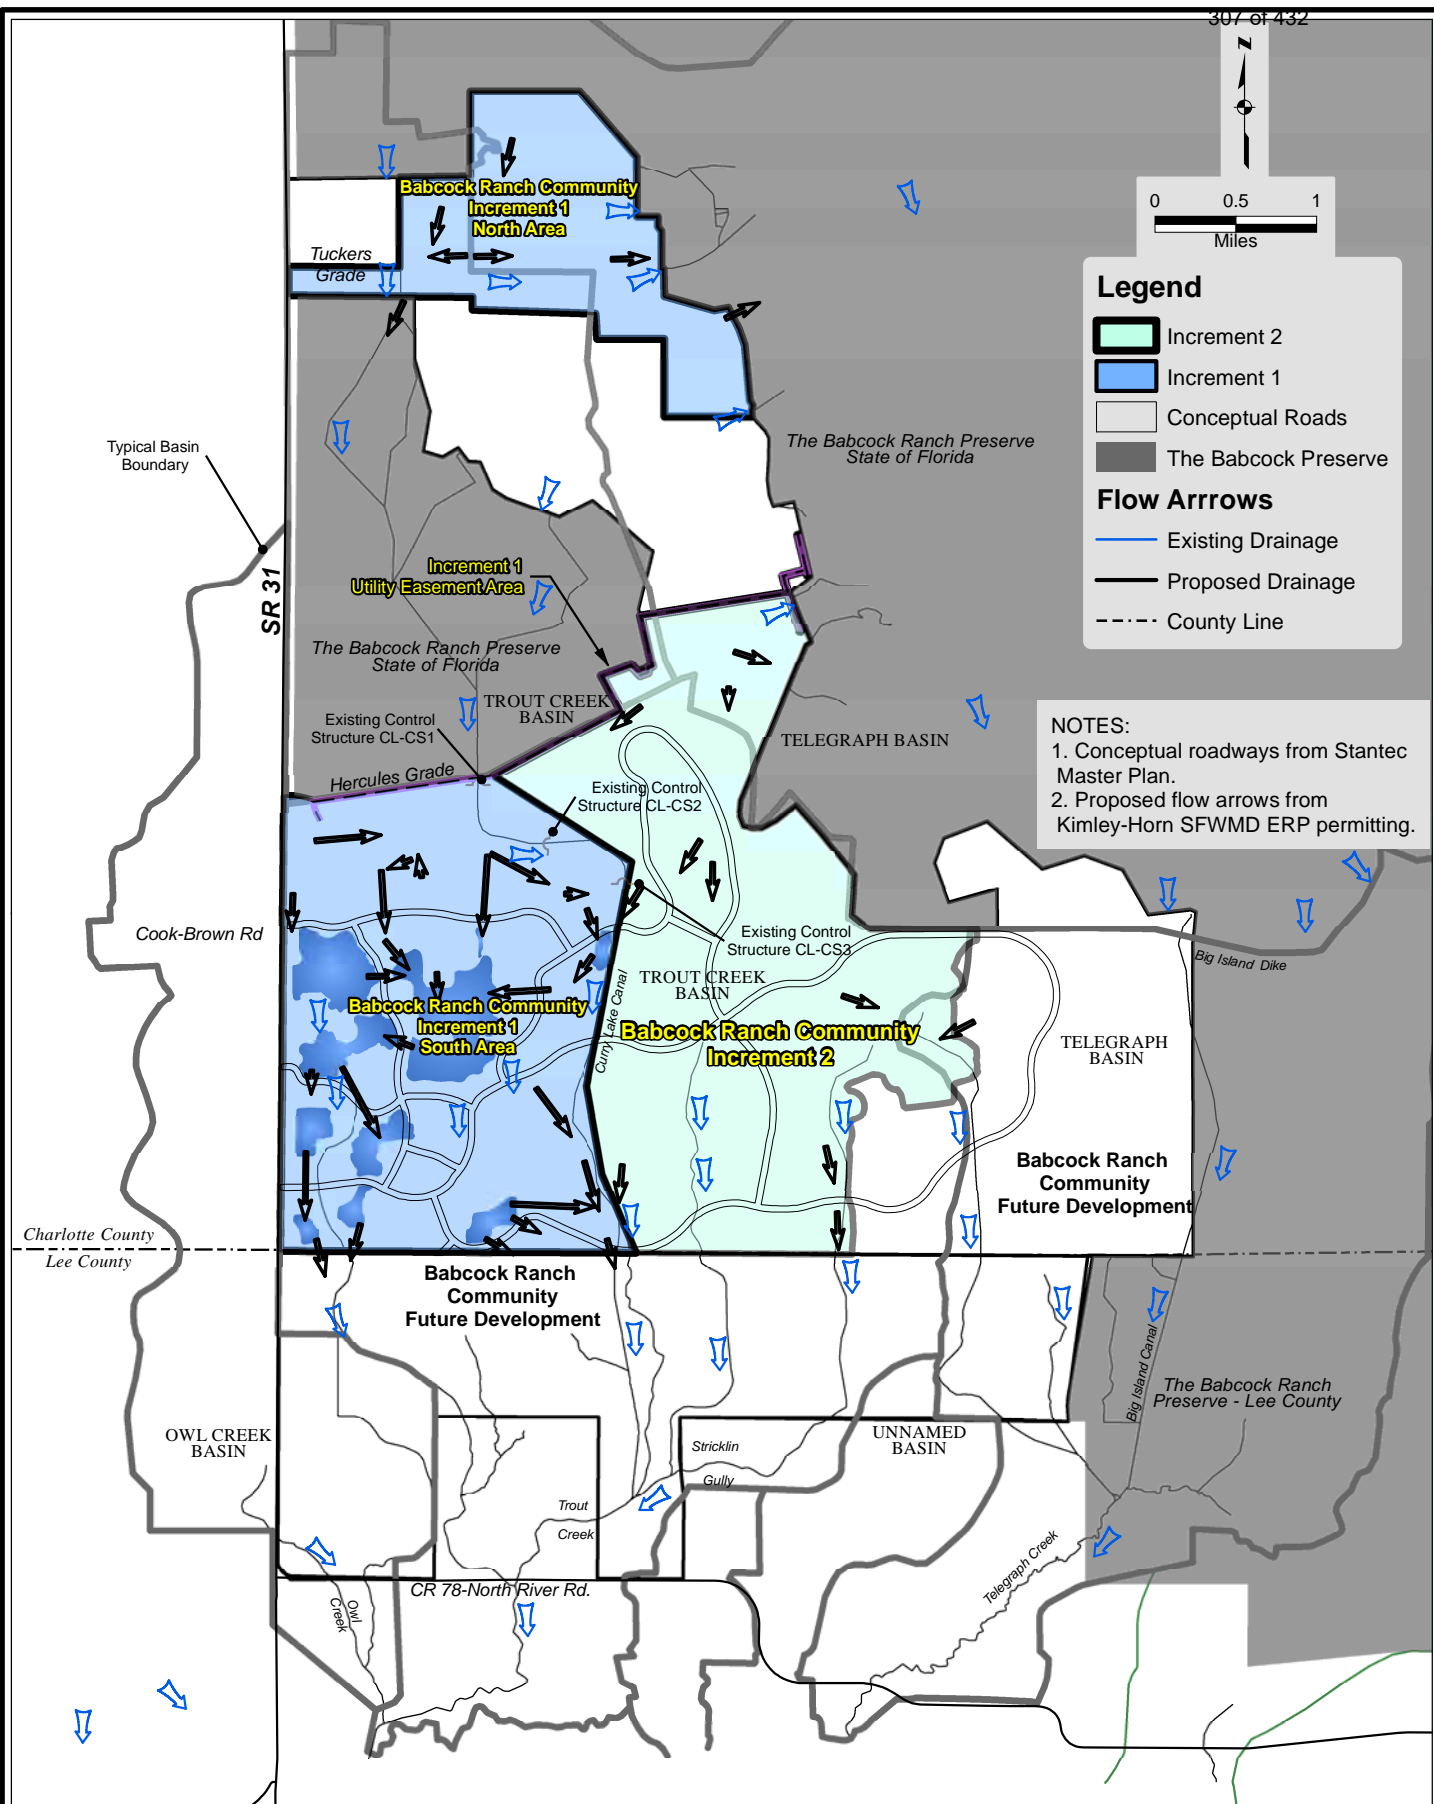 307 of 432
N
0 0.5 1
Miles
Legend
Increment 2
Increment 1
Conceptual Roads
The Babcock Preserve
Flow Arrrows
Existing Drainage
Proposed Drainage
County Line
NOTES:
1. Conceptual roadways from Stantec
Master Plan.
2. Proposed flow arrows from
Kimley-Horn SFWMD ERP permitting.
Babcock Ranch Community
Increment 1
North Area
Tuckers
Grade
The Babcock Ranch Preserve
State of Florida
Typical Basin
Boundary
SR 31
Increment 1
Utility Easement Area
The Babcock Ranch Preserve
State of Florida
TROUT CREEK
BASIN
Existing Control
Structure CL-CS1
Hercules Grade
TELEGRAPH BASIN
Existing Control
Structure CL-CS2
Cook-Brown Rd
Existing Control
Structure CL-CS3
Big Island Dike
TROUT CREEK
BASIN
Curry Lake Canal
Babcock Ranch Community
Increment 1
South Area
Babcock Ranch Community
Increment 2
TELEGRAPH
BASIN
Babcock Ranch
Community
Future Development
Charlotte County
Lee County
Babcock Ranch
Community
Future Development
Big Island Canal
The Babcock Ranch
Preserve - Lee County
OWL CREEK
BASIN
UNNAMED
BASIN
Stricklin
Gully
Trout
Creek
Telegraph Creek
CR 78-North River Rd.
Owl
Creek